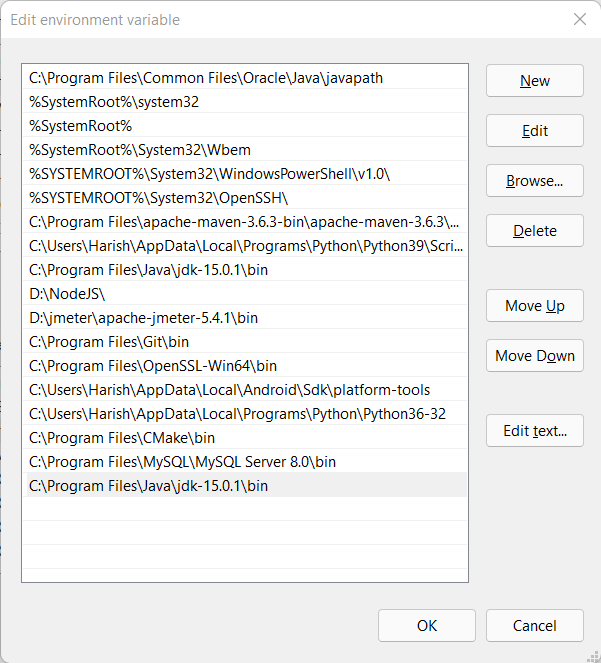 Edit environment variable
C:\Program Files\Common Files\Oracle\Java\javapath
%SystemRoot%\system32
%SystemRoot%
%SystemRoot%\System32\Wbem
%SYSTEMROOT%\System32\WindowsPowerShell\v1.0\
%SYSTEMROOT%\System32\OpenSSH\
C:\Program Files\apache-maven-3.6.3-bin\apache-maven-3.6.3\...
C:\Users\Harish\AppData\Local\Programs\Python\Python39\Scri...
C:\Program Files\Java\jdk-15.0.1\bin
D:\NodeJS\
D:\jmeter\apache-jmeter-5.4.1\bin
C:\Program Files\Git\bin
C:\Program Files\OpenSSL-Win64\bin
C:\Users\Harish\AppData\Local\Android\Sdk\platform-tools
C:\Users\Harish\AppData\Local\Programs\Python\Python36-32
C:\Program Files\CMake\bin
C:\Program Files\MySQL\MySQL Server 8.0\bin
C:\Program Files\Java\jdk-15.0.1\bin
New
Edit
Browse...
Delete
Move Up
Move Down
Edit text...
OK
Cancel